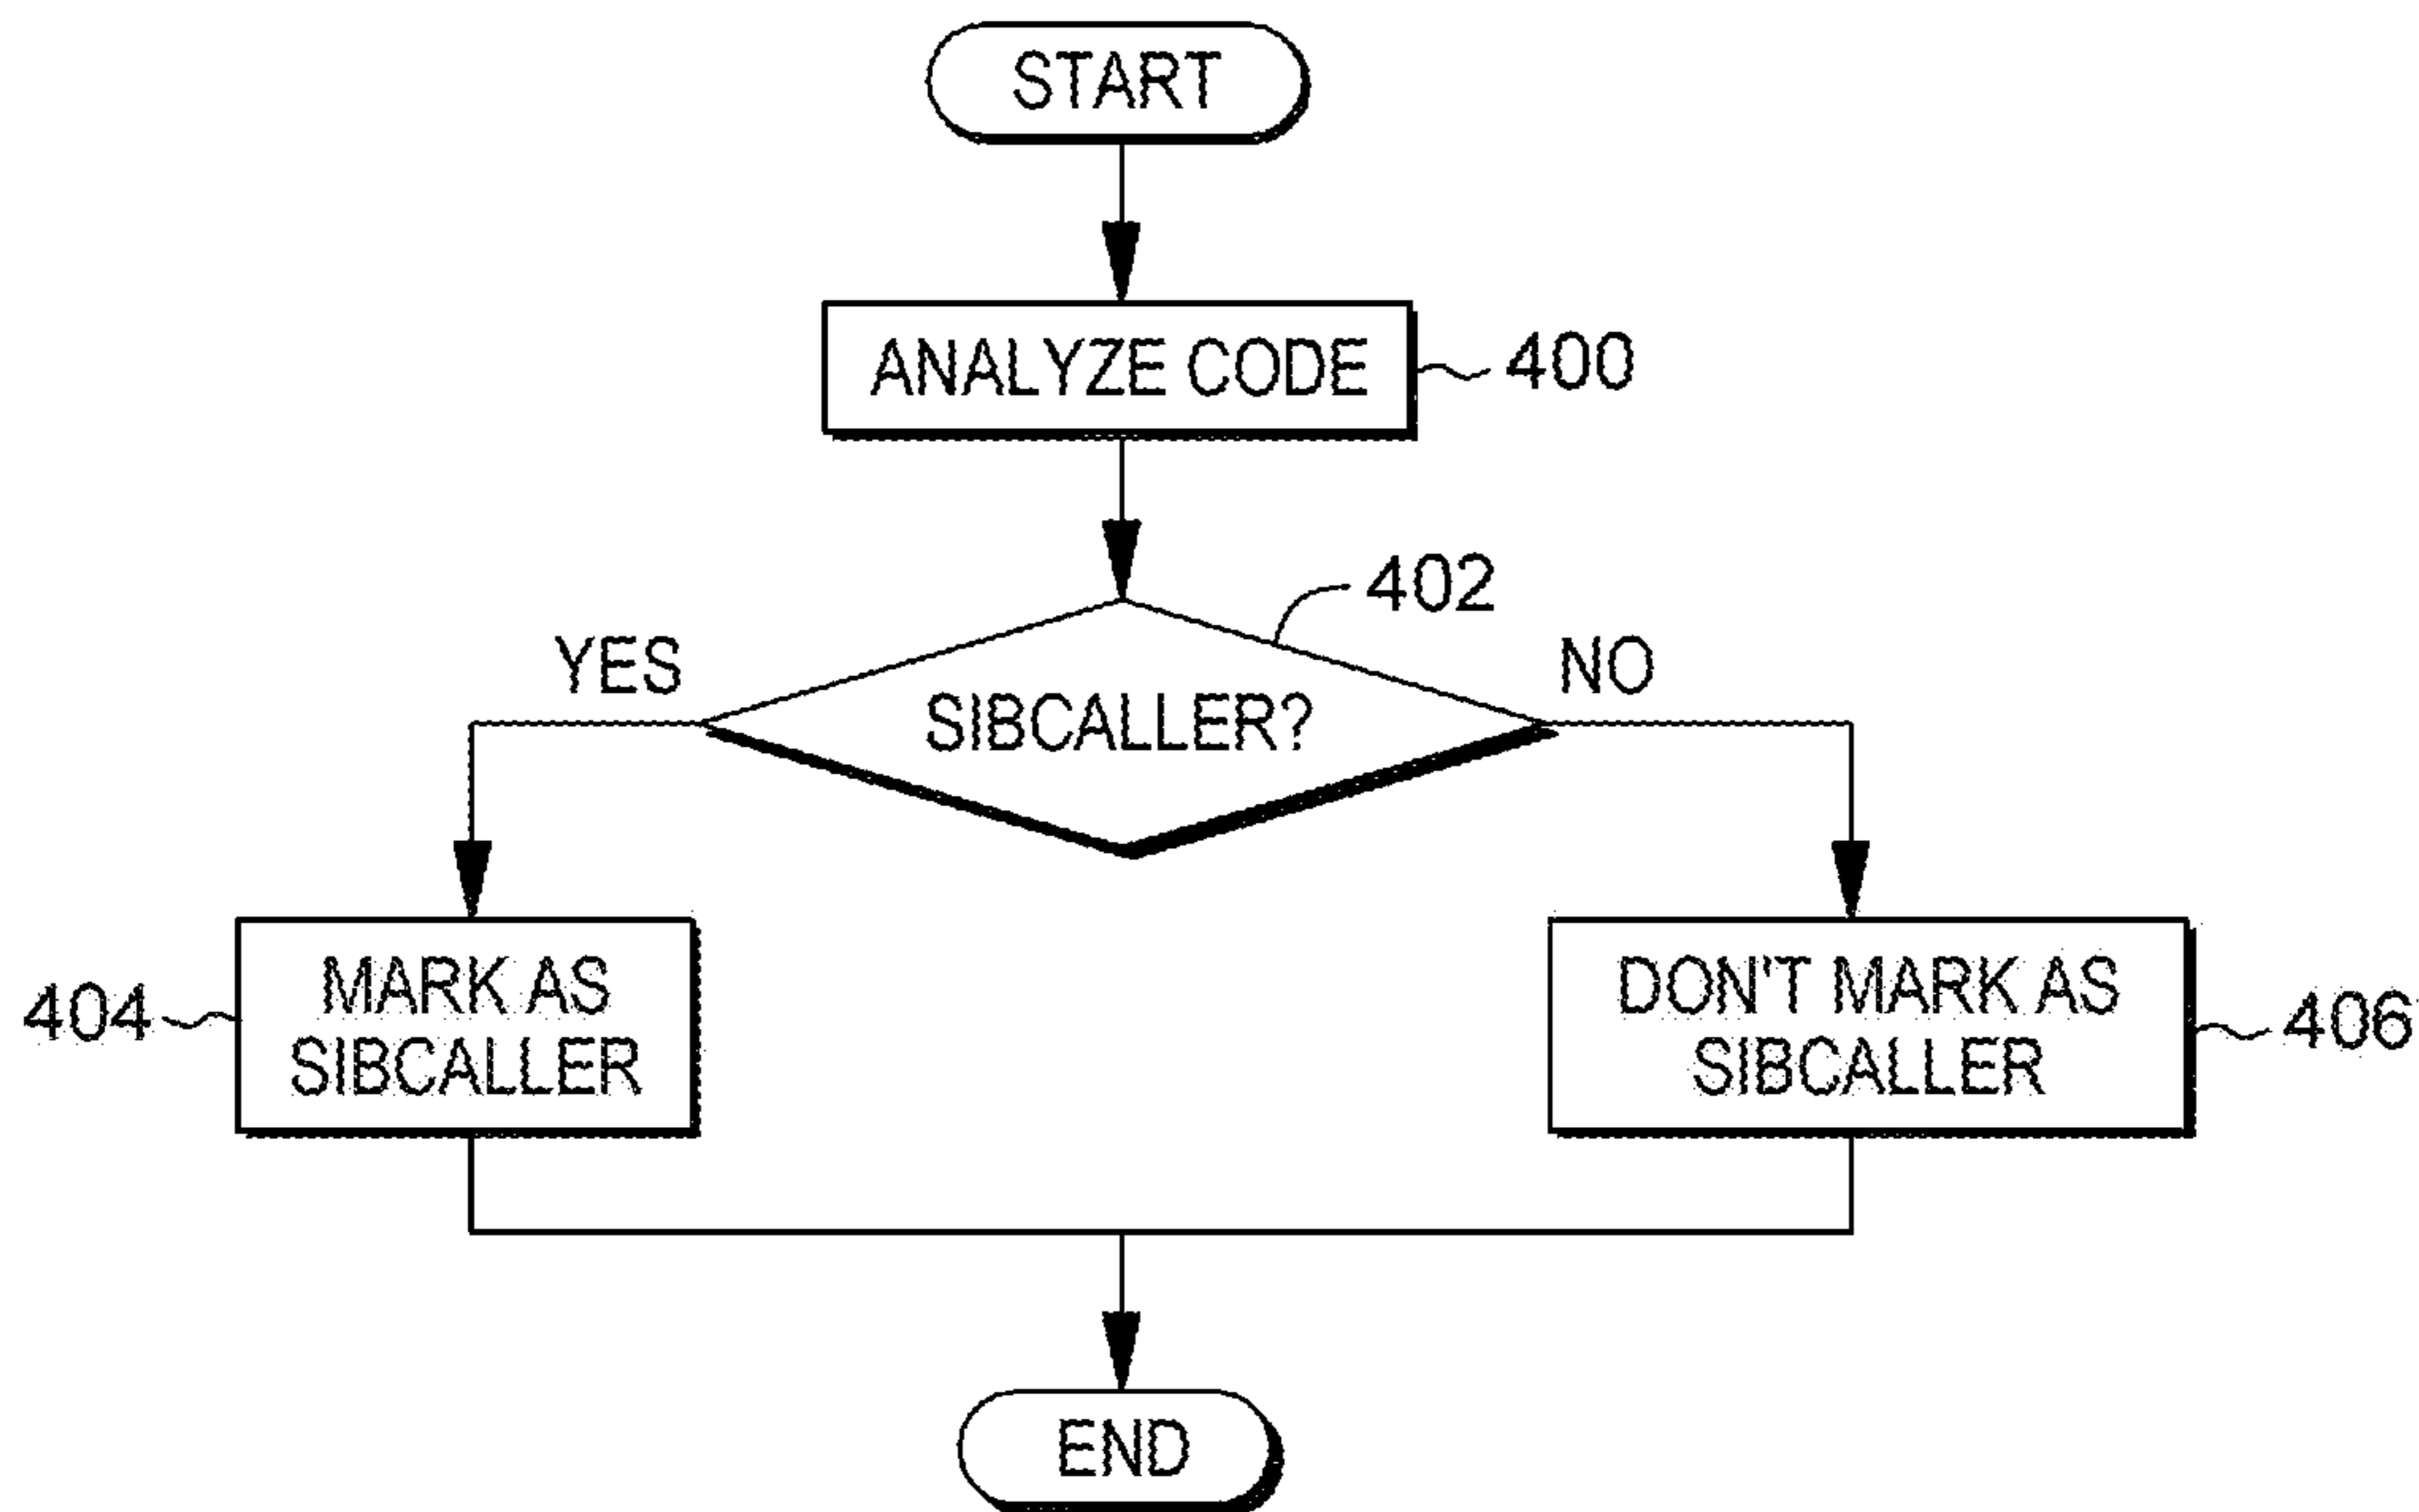 START
ANALYZE CODE
400
402
YES
NO
SIBCALLER?
404
MARK AS
SIBCALLER
DON'T MARK AS
SIBCALLER
406
END